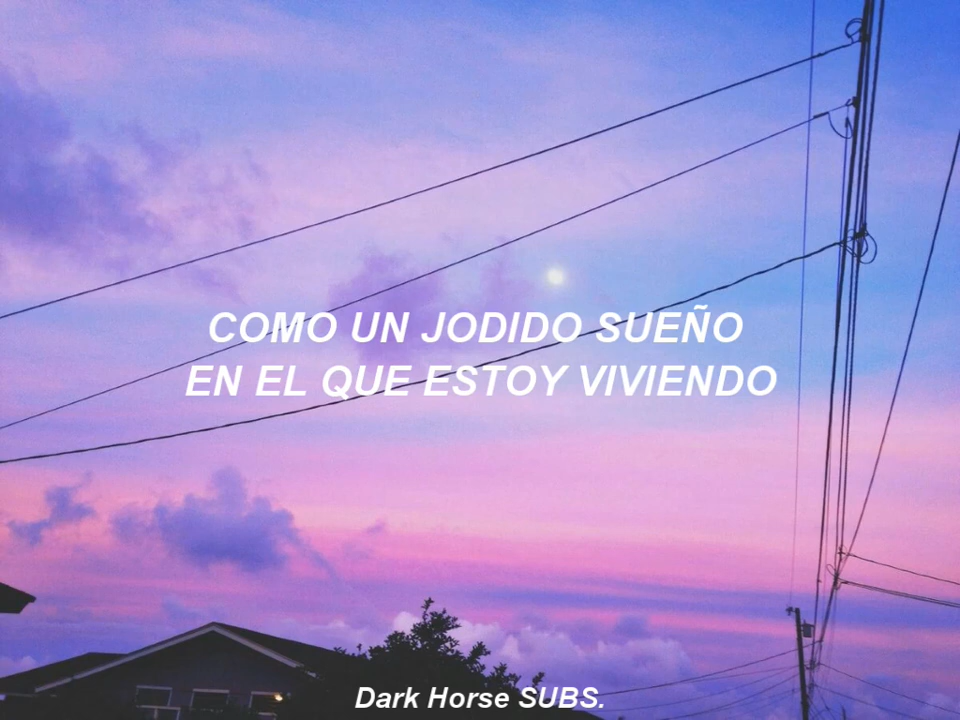 COMO UN JODIDO SUEÑO
EN EL QUE ESTOY VIVIENDO
Dark Horse SUBS.